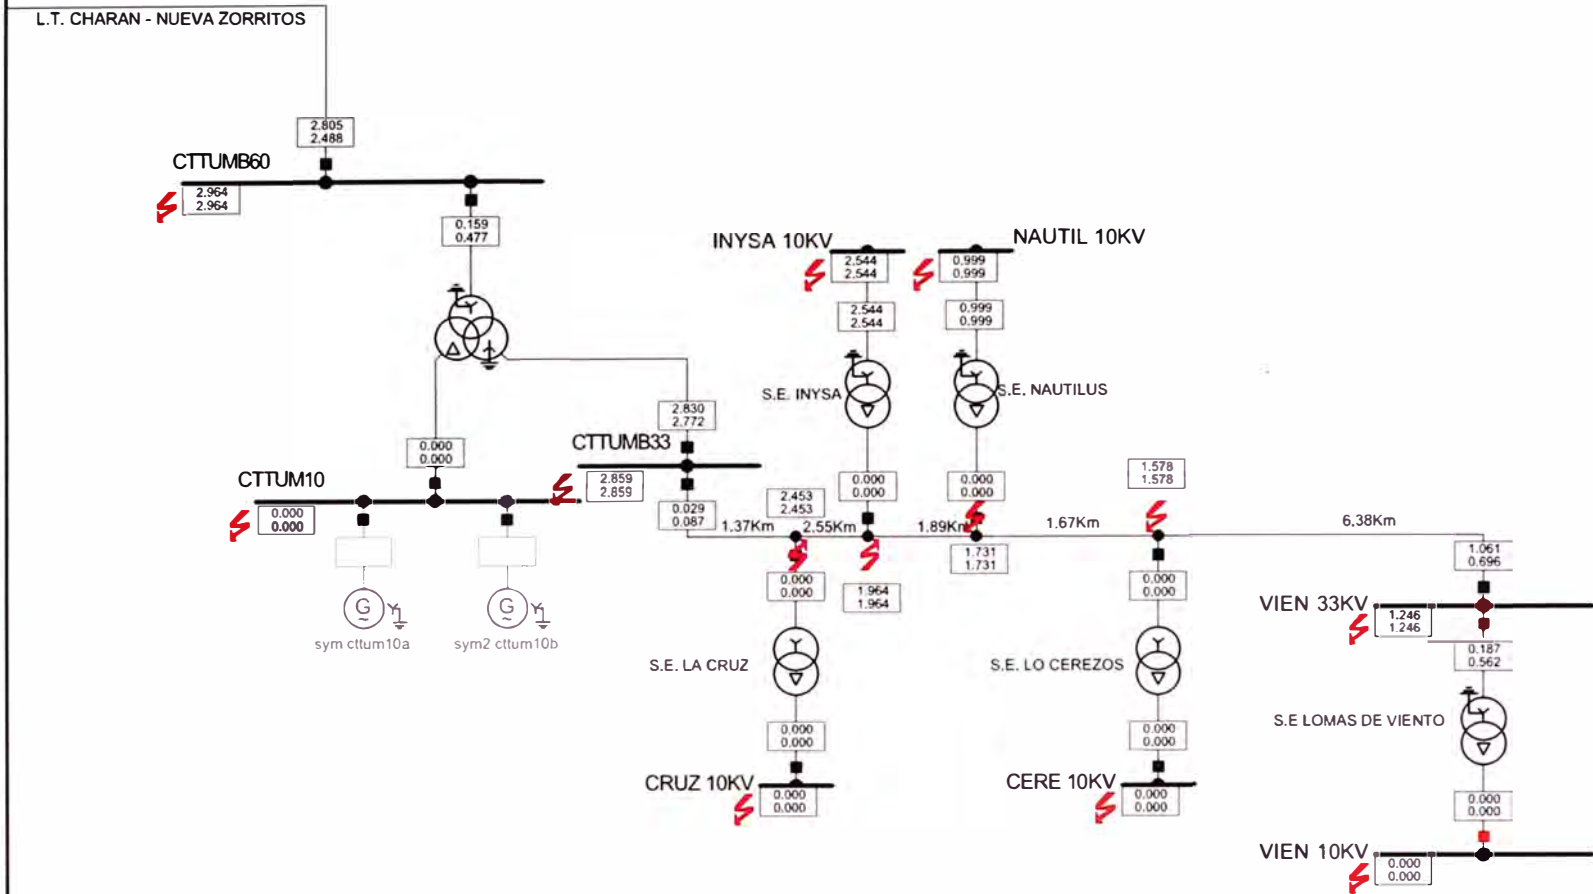 L.T. CHARAN - NUEVA ZORRITOS
2.805
2.488
CTTUMB60
2.964
2.964
0.159
0.477
INYSA 10KV
2.544
2.544
NAUTIL 10KV
0.999
0.999
2.544
2.544
0.999
0.999
S.E. INYSA
S.E. NAUTILUS
2.830
2.772
0.000
0.000
CTTUMB33
2.859
2.859
CTTUM10
0.000
0.000
0.029
0.087
2.453
2.453
0.000
0.000
0.000
0.000
1.578
1.578
1,37Km
2.55Km
1.89Km
1.67Km
6.38Km
1.731
1.731
1.061
0.696
0.000
0.000
1.964
1.964
0.000
0.000
VIEN 33KV
1.246
1.246
G
~
G
~
sym cttum10a
sym2 cttum10b
S.E. LA CRUZ
S.E. LO CEREZOS
0.187
0.562
S.E LOMAS DE VIENTO
0.000
0.000
0.000
0.000
CRUZ 10KV
0.000
0.000
CERE 10KV
0.000
0.000
0.000
0.000
VIEN 10KV
0.000
0.000